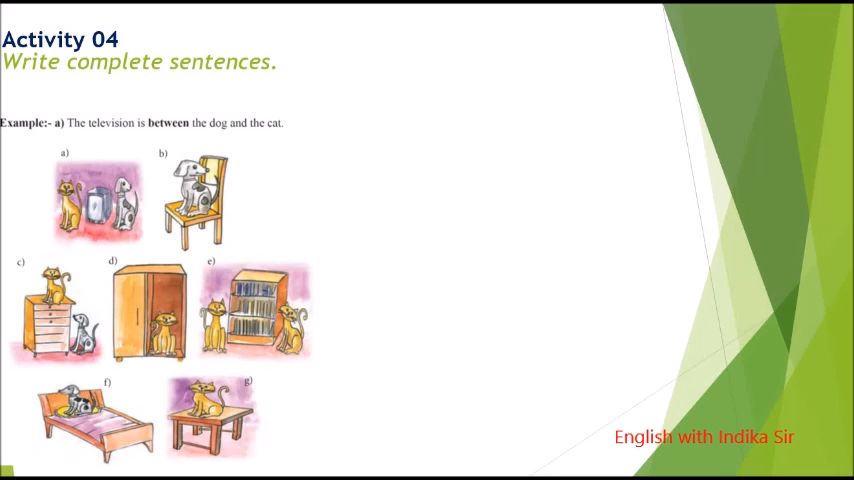 Activity 04
Write complete sentences.
Example:- a) The television is between the dog and the cat.
a)
b)
c)
d)
e)
f)
g)
English with Indika Sir